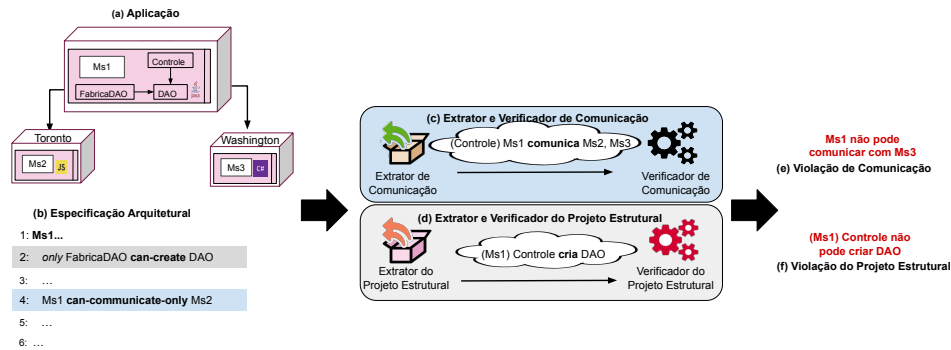 (a) Aplicação
Ms1
Controle
FabricaDAO
DAO
Java
Toronto
Ms2
JS
Washington
Ms3
C#
(b) Especificação Arquitetural
1: Ms1...
2: only FabricaDAO can-create DAO
3: ...
4: Ms1 can-communicate-only Ms2
5: ...
6: ...
(c) Extrator e Verificador de Comunicação
(Controle) Ms1 comunica Ms2, Ms3
Extrator de
Comunicação
Verificador de
Comunicação
(d) Extrator e Verificador do Projeto Estrutural
(Ms1) Controle cria DAO
Extrator do
Projeto Estrutural
Verificador do
Projeto Estrutural
Ms1 não pode
comunicar com Ms3
(e) Violação de Comunicação
(Ms1) Controle não
pode criar DAO
(f) Violação do Projeto Estrutural